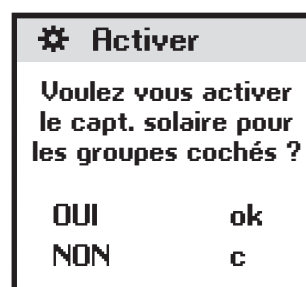 Activer
Voulez vous activer
le capt. solaire pour
les groupes cochés ?
OUI ok
NON c